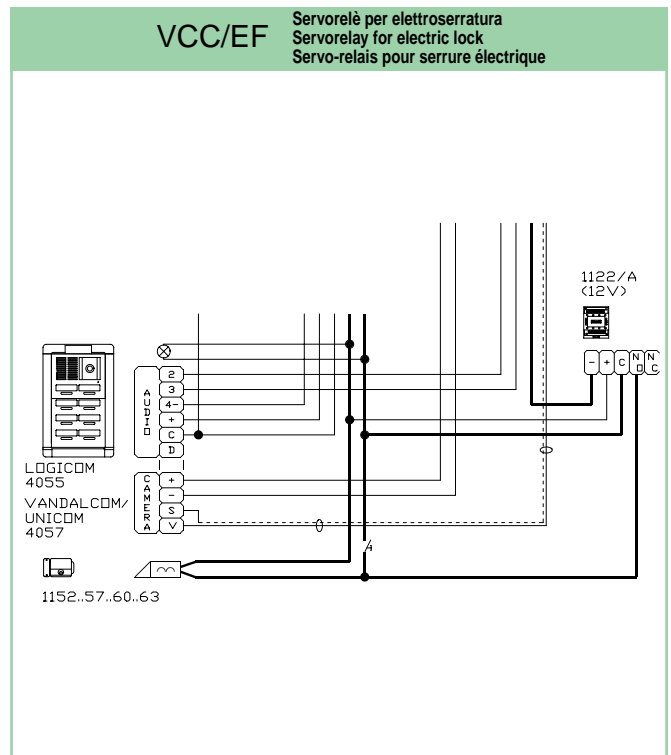 VCC/EF
Servorelè per elettroserratura
Servorelay for electric lock
Servo-relais pour serrure électrique
1122/A
(12V)
- + C NO NC
AUDIO
2
3
4-
+
C
D
LOGICOM
4055
CAMERA
+
-
S
V
VANDALCOM/
UNICOM
4057
1152..57..60..63